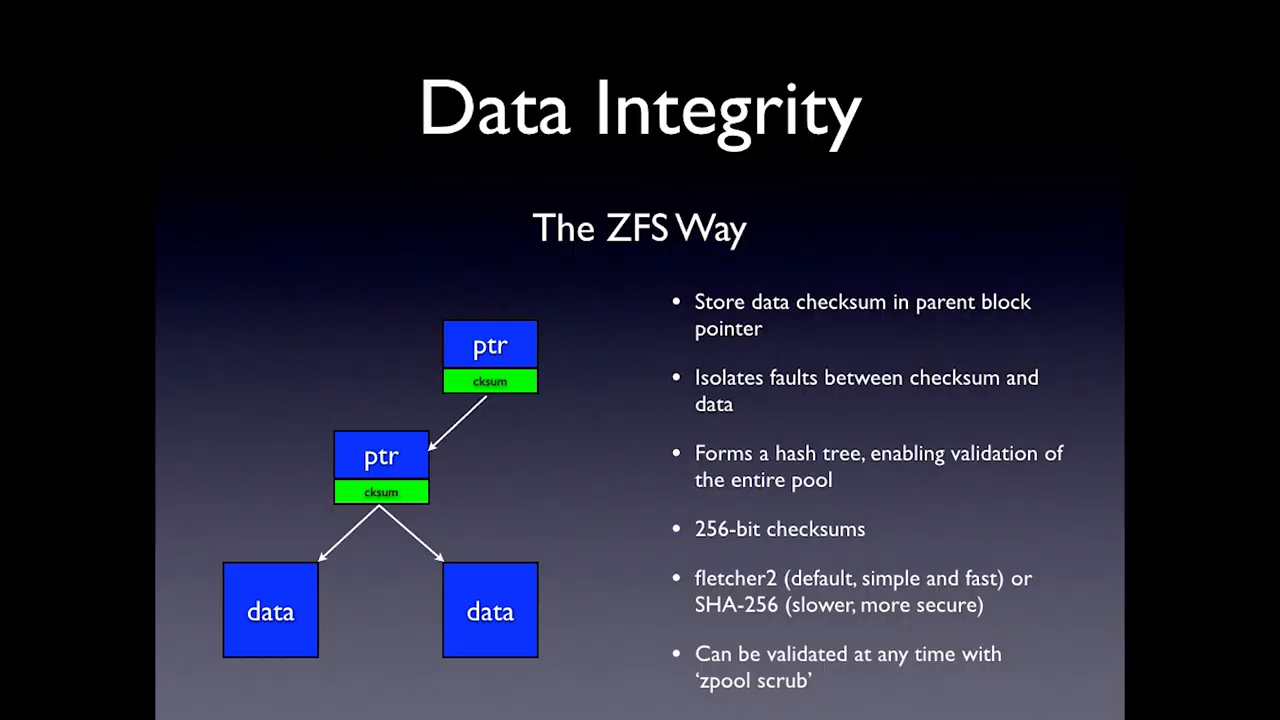 Data Integrity
The ZFS Way
ptr
cksum
ptr
cksum
data
data
• Store data checksum in parent block
pointer
• Isolates faults between checksum and
data
• Forms a hash tree, enabling validation of
the entire pool
• 256-bit checksums
• fletcher2 (default, simple and fast) or
SHA-256 (slower, more secure)
• Can be validated at any time with
‘zpool scrub’